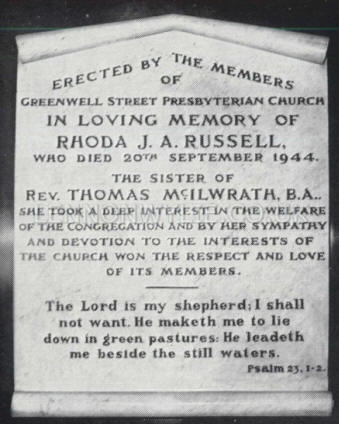 ERECTED BY THE MEMBERS
OF
GREENWELL STREET PRESBYTERIAN CHURCH
IN LOVING MEMORY OF
RHODA J. A. RUSSELL,
WHO DIED 20TH SEPTEMBER 1944.
THE SISTER OF
REV. THOMAS McILWRATH, B.A..
SHE TOOK A DEEP INTEREST IN THE WELFARE
OF THE CONGREGATION AND BY HER SYMPATHY
AND DEVOTION TO THE INTERESTS OF
THE CHURCH WON THE RESPECT AND LOVE
OF ITS MEMBERS.
The Lord is my shepherd; I shall
not want. He maketh me to lie
down in green pastures: He leadeth
me beside the still waters.
Psalm 23, 1-2.